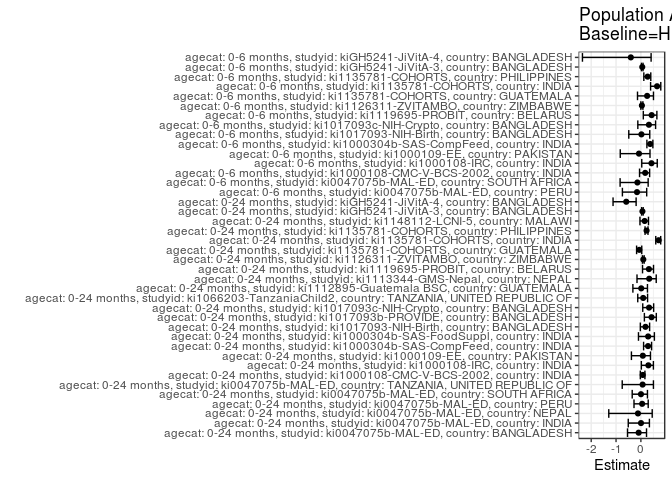 Population A
Baseline=H
agecat: 0-6 months, studyid: kiGH5241-JiVitA-4, country: BANGLADESH
agecat: 0-6 months, studyid: kiGH5241-JiVitA-3, country: BANGLADESH
agecat: 0-6 months, studyid: ki1135781-COHORTS, country: PHILIPPINES
agecat: 0-6 months, studyid: ki1135781-COHORTS, country: INDIA
agecat: 0-6 months, studyid: ki1135781-COHORTS, country: GUATEMALA
agecat: 0-6 months, studyid: ki1126311-ZVITAMBO, country: ZIMBABWE
agecat: 0-6 months, studyid: ki1119695-PROBIT, country: BELARUS
agecat: 0-6 months, studyid: ki1017093c-NIH-Crypto, country: BANGLADESH
agecat: 0-6 months, studyid: ki1017093-NIH-Birth, country: BANGLADESH
agecat: 0-6 months, studyid: ki1000304b-SAS-CompFeed, country: INDIA
agecat: 0-6 months, studyid: ki1000109-EE, country: PAKISTAN
agecat: 0-6 months, studyid: ki1000108-IRC, country: INDIA
agecat: 0-6 months, studyid: ki1000108-CMC-V-BCS-2002, country: INDIA
agecat: 0-6 months, studyid: ki0047075b-MAL-ED, country: SOUTH AFRICA
agecat: 0-6 months, studyid: ki0047075b-MAL-ED, country: PERU
agecat: 0-24 months, studyid: kiGH5241-JiVitA-4, country: BANGLADESH
agecat: 0-24 months, studyid: kiGH5241-JiVitA-3, country: BANGLADESH
agecat: 0-24 months, studyid: ki1148112-LCNI-5, country: MALAWI
agecat: 0-24 months, studyid: ki1135781-COHORTS, country: PHILIPPINES
agecat: 0-24 months, studyid: ki1135781-COHORTS, country: INDIA
agecat: 0-24 months, studyid: ki1135781-COHORTS, country: GUATEMALA
agecat: 0-24 months, studyid: ki1126311-ZVITAMBO, country: ZIMBABWE
agecat: 0-24 months, studyid: ki1119695-PROBIT, country: BELARUS
agecat: 0-24 months, studyid: ki1113344-GMS-Nepal, country: NEPAL
agecat: 0-24 months, studyid: ki1112895-Guatemala BSC, country: GUATEMALA
agecat: 0-24 months, studyid: ki1066203-TanzaniaChild2, country: TANZANIA, UNITED REPUBLIC OF
agecat: 0-24 months, studyid: ki1017093c-NIH-Crypto, country: BANGLADESH
agecat: 0-24 months, studyid: ki1017093b-PROVIDE, country: BANGLADESH
agecat: 0-24 months, studyid: ki1017093-NIH-Birth, country: BANGLADESH
agecat: 0-24 months, studyid: ki1000304b-SAS-FoodSuppl, country: INDIA
agecat: 0-24 months, studyid: ki1000304b-SAS-CompFeed, country: INDIA
agecat: 0-24 months, studyid: ki1000109-EE, country: PAKISTAN
agecat: 0-24 months, studyid: ki1000108-IRC, country: INDIA
agecat: 0-24 months, studyid: ki1000108-CMC-V-BCS-2002, country: INDIA
agecat: 0-24 months, studyid: ki0047075b-MAL-ED, country: TANZANIA, UNITED REPUBLIC OF
agecat: 0-24 months, studyid: ki0047075b-MAL-ED, country: SOUTH AFRICA
agecat: 0-24 months, studyid: ki0047075b-MAL-ED, country: PERU
agecat: 0-24 months, studyid: ki0047075b-MAL-ED, country: NEPAL
agecat: 0-24 months, studyid: ki0047075b-MAL-ED, country: INDIA
agecat: 0-24 months, studyid: ki0047075b-MAL-ED, country: BANGLADESH
-2 -1 0
Estimate